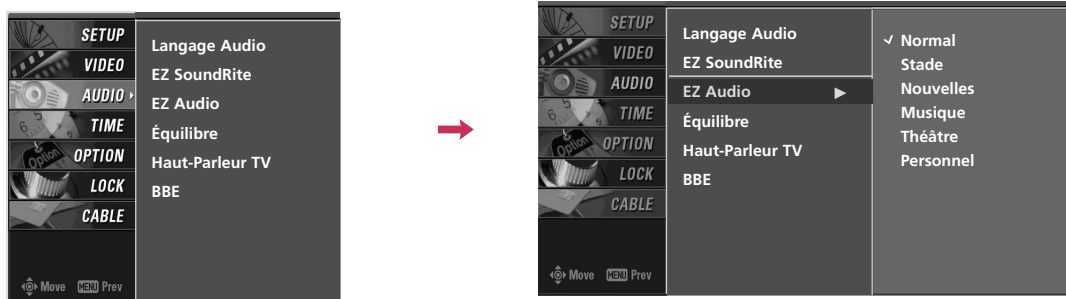 SETUP
VIDEO
AUDIO
TIME
OPTION
LOCK
CABLE
Move MENU Prev
Langage Audio
EZ SoundRite
EZ Audio
Équilibre
Haut-Parleur TV
BBE
SETUP
VIDEO
AUDIO
TIME
OPTION
LOCK
CABLE
Move MENU Prev
Langage Audio
EZ SoundRite
EZ Audio
Équilibre
Haut-Parleur TV
BBE
Normal
Stade
Nouvelles
Musique
Théâtre
Personnel